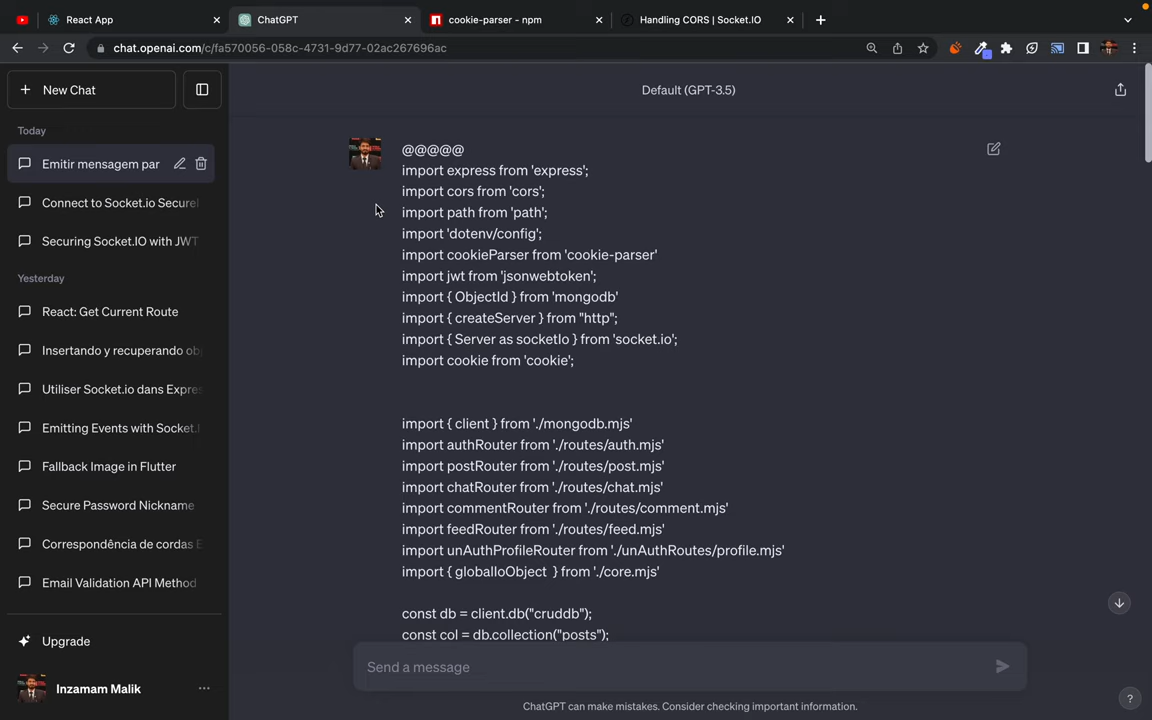 React App
ChatGPT
cookie-parser - npm
Handling CORS | Socket.IO
chat.openai.com/c/fa570056-058c-4731-9d77-02ac267696ac
New Chat
Default (GPT-3.5)
Today
Emitir mensagem par
Connect to Socket.io Securel
Securing Socket.IO with JWT
Yesterday
React: Get Current Route
Insertando y recuperando obj
Utiliser Socket.io dans Expres
Emitting Events with Socket.I
Fallback Image in Flutter
Secure Password Nickname
Correspondência de cordas E
Email Validation API Method
Upgrade
Inzamam Malik
@@@@@
import express from 'express';
import cors from 'cors';
import path from 'path';
import 'dotenv/config';
import cookieParser from 'cookie-parser'
import jwt from 'jsonwebtoken';
import { ObjectId } from 'mongodb'
import { createServer } from "http";
import { Server as socketIo } from 'socket.io';
import cookie from 'cookie';
import { client } from './mongodb.mjs'
import authRouter from './routes/auth.mjs'
import postRouter from './routes/post.mjs'
import chatRouter from './routes/chat.mjs'
import commentRouter from './routes/comment.mjs'
import feedRouter from './routes/feed.mjs'
import unAuthProfileRouter from './unAuthRoutes/profile.mjs'
import { globalIoObject  } from './core.mjs'
const db = client.db("cruddb");
const col = db.collection("posts");
Send a message
ChatGPT can make mistakes. Consider checking important information.
?